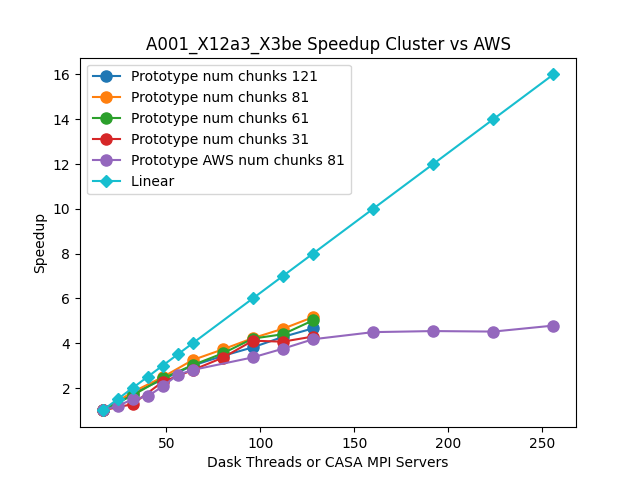 A001_X12a3_X3be Speedup Cluster vs AWS
Prototype num chunks 121
Prototype num chunks 81
Prototype num chunks 61
Prototype num chunks 31
Prototype AWS num chunks 81
Linear
16
14
12
10
8
6
4
2
Speedup
50 100 150 200 250
Dask Threads or CASA MPI Servers